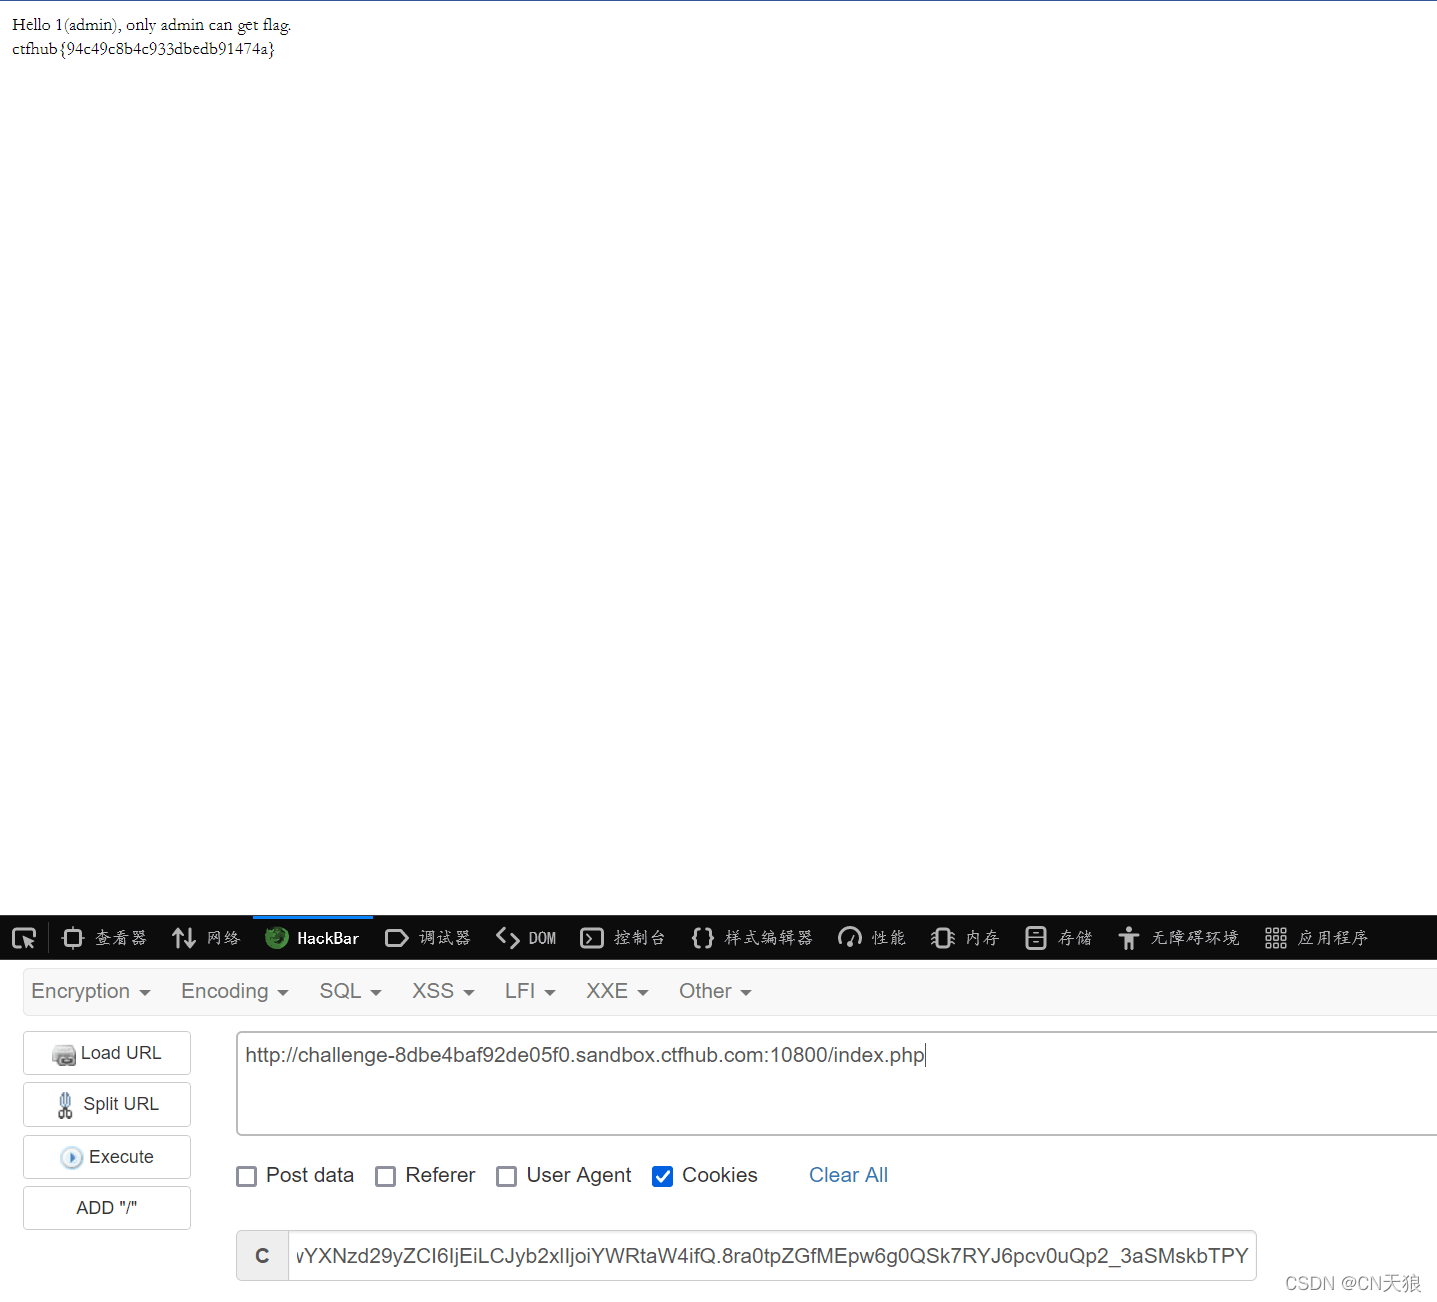 Hello 1(admin), only admin can get flag.
ctfhub{94c49c8b4c933dbedb91474a}
查看器 网络 HackBar 调试器 DOM 控制台 样式编辑器 性能 内存 存储 无障碍环境 应用程序
Encryption Encoding SQL XSS LFI XXE Other
Load URL
http://challenge-8dbe4baf92de05f0.sandbox.ctfhub.com:10800/index.php
Split URL
Execute
Post data Referer User Agent Cookies Clear All
ADD "/"
C wYXNzd29yZCI6IjEiLCJyb2xlIjoiYWRtaW4ifQ.8ra0tpZGfMEpw6g0QSk7RYJ6pcv0uQp2_3aSMskbTPY
CSDN @CN天狼